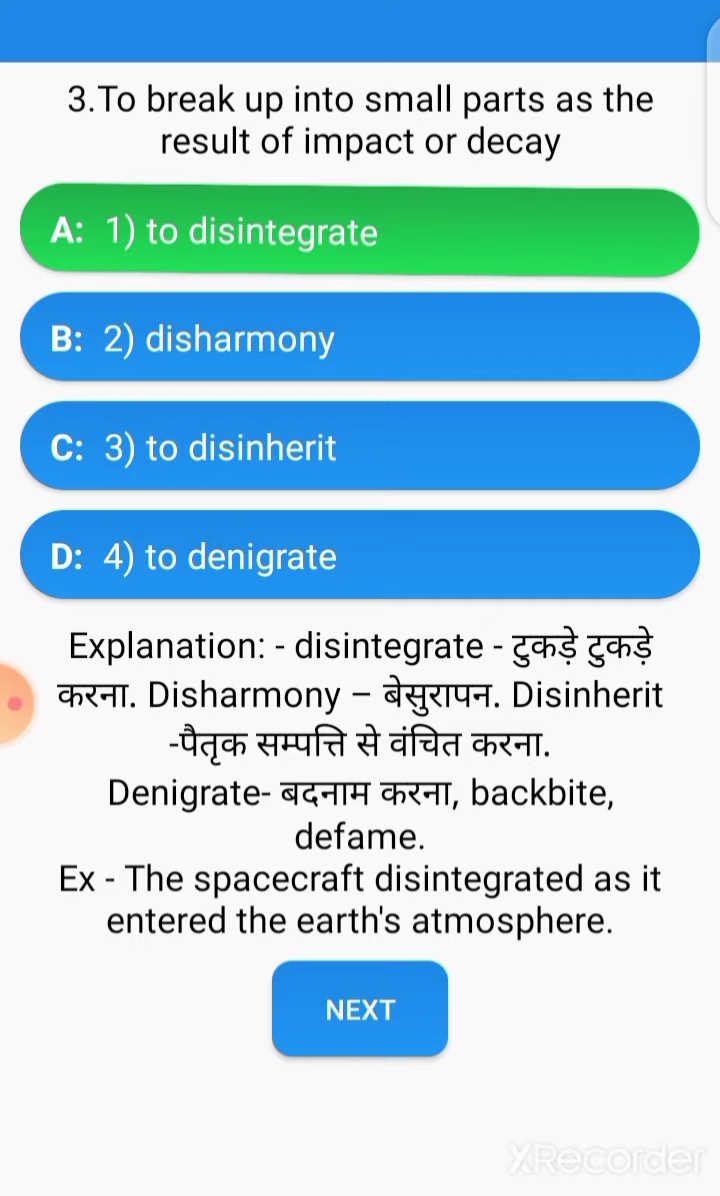 3.To break up into small parts as the
result of impact or decay
A: 1) to disintegrate
B: 2) disharmony
C: 3) to disinherit
D: 4) to denigrate
Explanation: - disintegrate - टुकड़े टुकड़े
करना. Disharmony – बेसुरापन. Disinherit
-पैतृक सम्पत्ति से वंचित करना.
Denigrate- बदनाम करना, backbite,
defame.
Ex - The spacecraft disintegrated as it
entered the earth's atmosphere.
NEXT
XRecorder